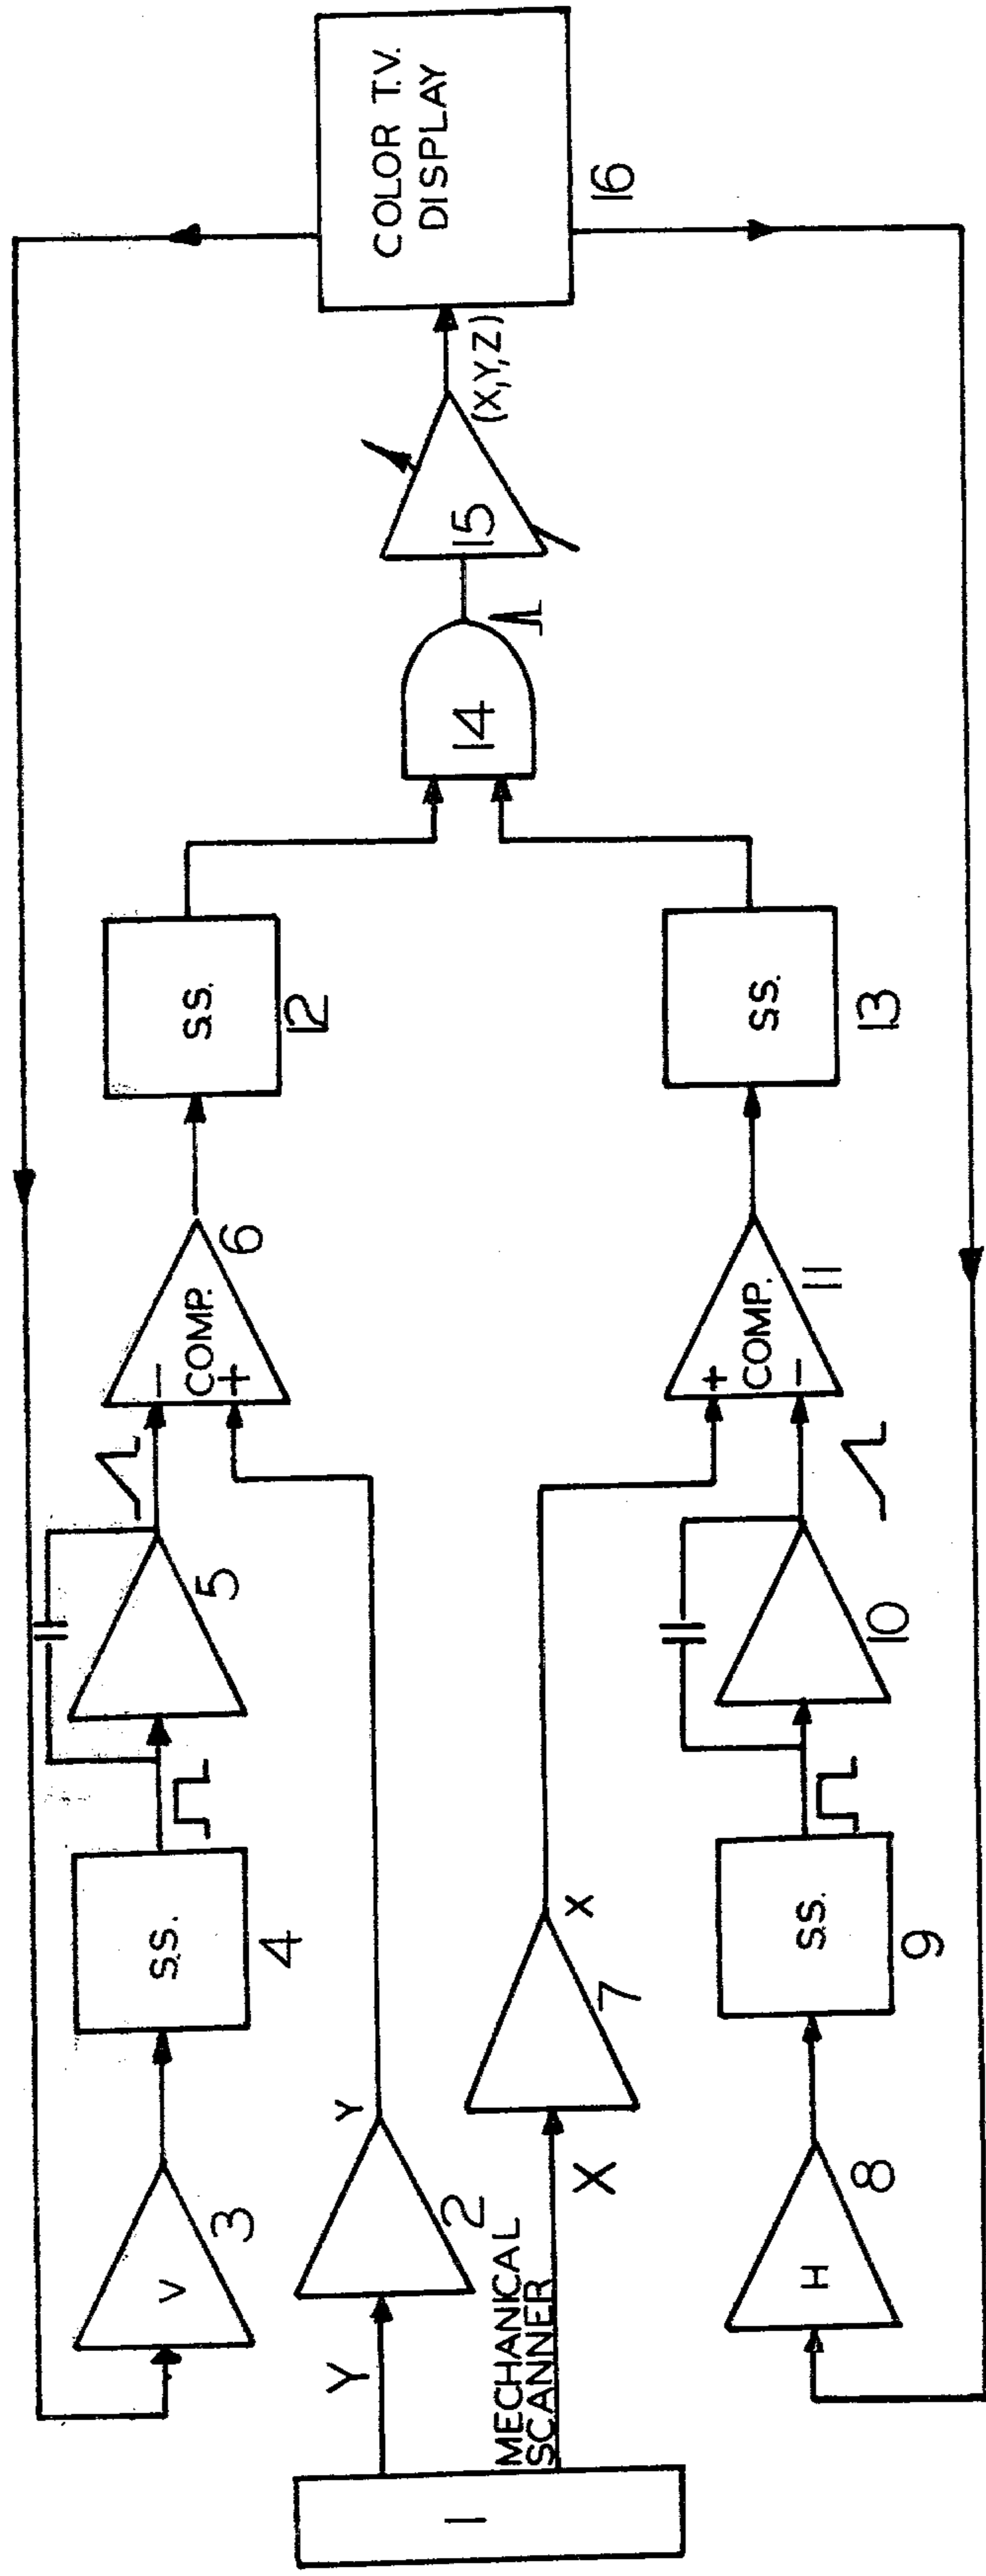 V
3
S.S.
4
5
COMP.
-
+
6
S.S.
12
Y
2
Y
1
MECHANICAL
SCANNER
X
7
X
H
8
S.S.
9
10
+
COMP.
-
11
S.S.
13
14
15
(X,Y,Z)
COLOR T.V.
DISPLAY
16